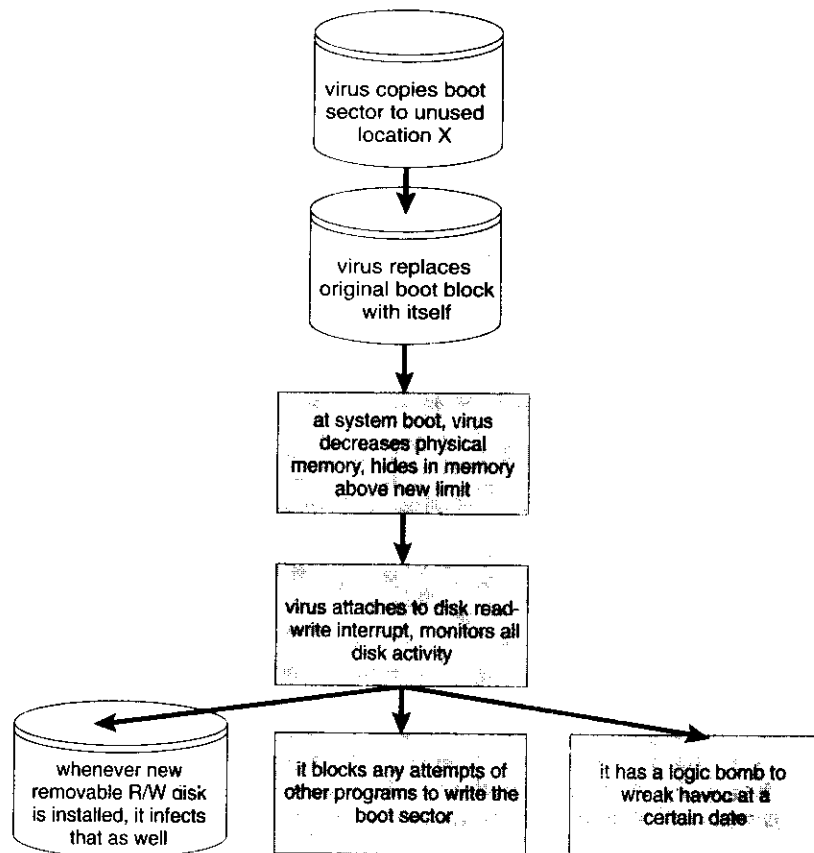 virus copies boot
sector to unused
location X
virus replaces
original boot block
with itself
at system boot, virus
decreases physical
memory, hides in memory
above new limit
virus attaches to disk read-
write interrupt, monitors all
disk activity
whenever new
removable R/W disk
is installed, it infects
that as well
it blocks any attempts of
other programs to write the
boot sector
it has a logic bomb to
wreak havoc at a
certain date